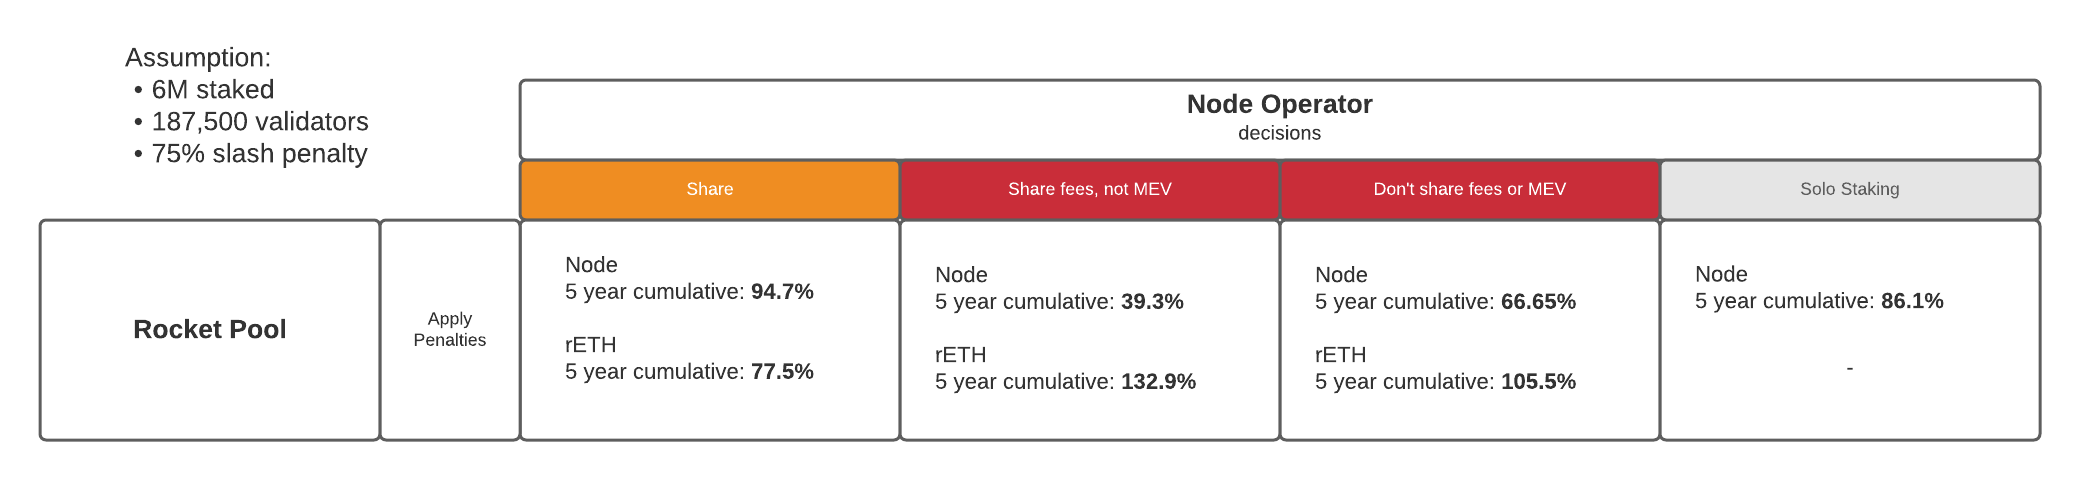 Assumption:
• 6M staked
• 187,500 validators
• 75% slash penalty
Node Operator
decisions
Share
Share fees, not MEV
Don't share fees or MEV
Solo Staking
Rocket Pool
Apply
Penalties
Node
5 year cumulative: 94.7%
rETH
5 year cumulative: 77.5%
Node
5 year cumulative: 39.3%
rETH
5 year cumulative: 132.9%
Node
5 year cumulative: 66.65%
rETH
5 year cumulative: 105.5%
Node
5 year cumulative: 86.1%
-